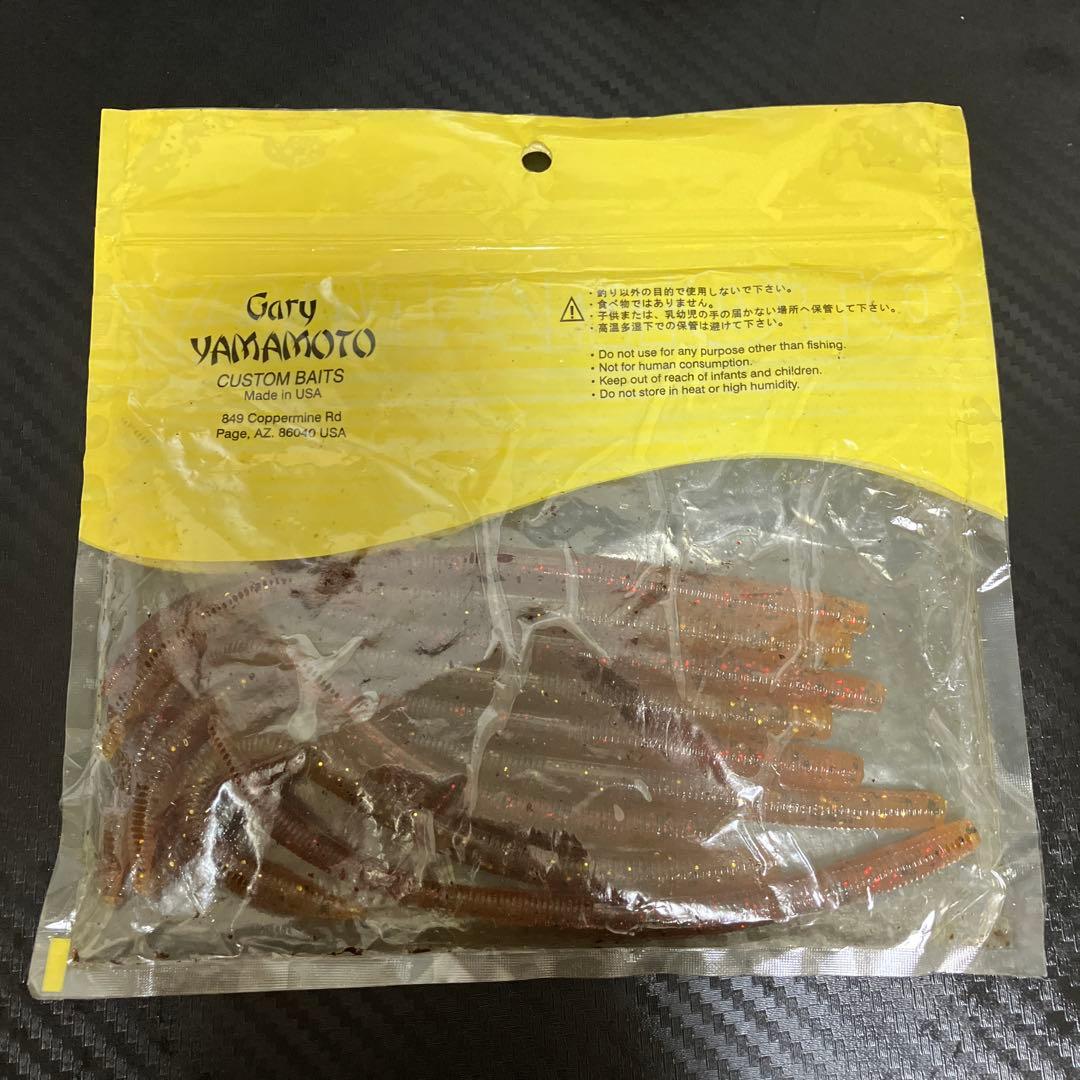 Gary
YAMAMOTO
CUSTOM BAITS
Made in USA
849 Coppermine Rd
Page, AZ. 86040 USA
・釣り以外の目的で使用しないで下さい。
・食べ物ではありません。
・子供または、乳幼児の手の届かない場所へ保管して下さい。
・高温多湿下での保管は避けて下さい。
• Do not use for any purpose other than fishing.
• Not for human consumption.
• Keep out of reach of infants and children.
• Do not store in heat or high humidity.